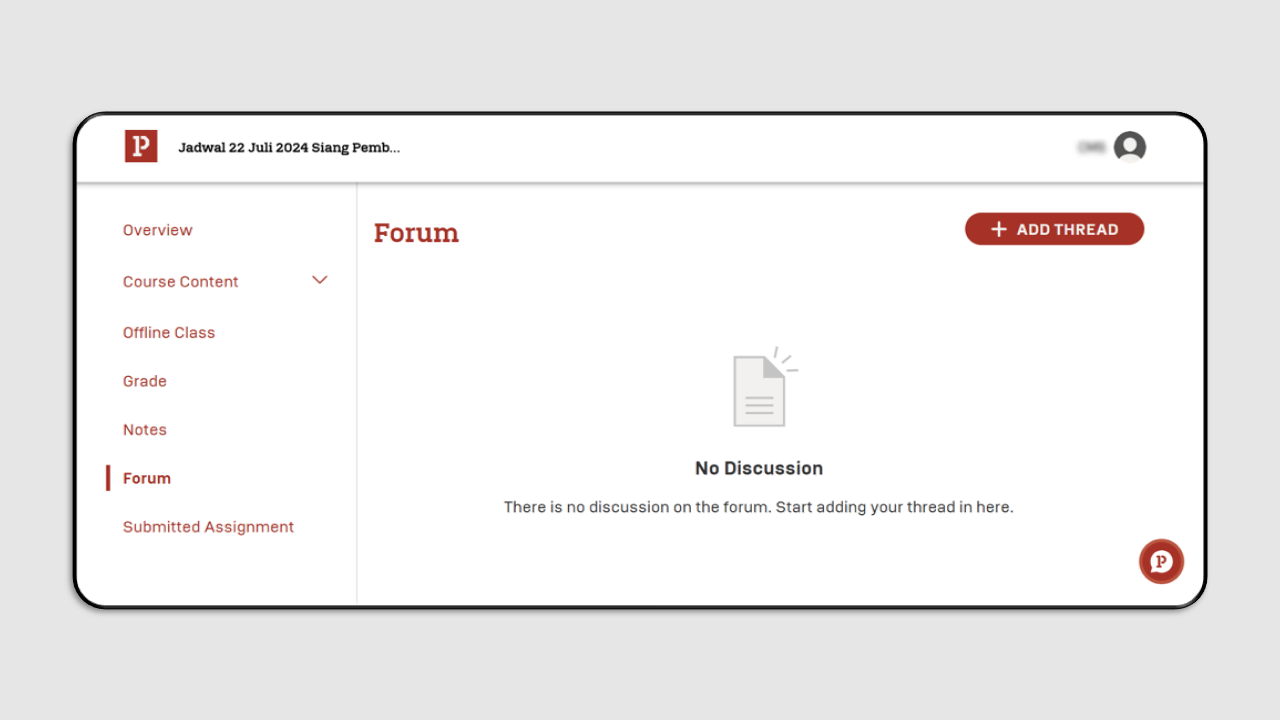 P
Jadwal 22 Juli 2024 Siang Pemb...
Overview
Course Content
Offline Class
Grade
Notes
Forum
Submitted Assignment
Forum
ADD THREAD
No Discussion
There is no discussion on the forum. Start adding your thread in here.
P